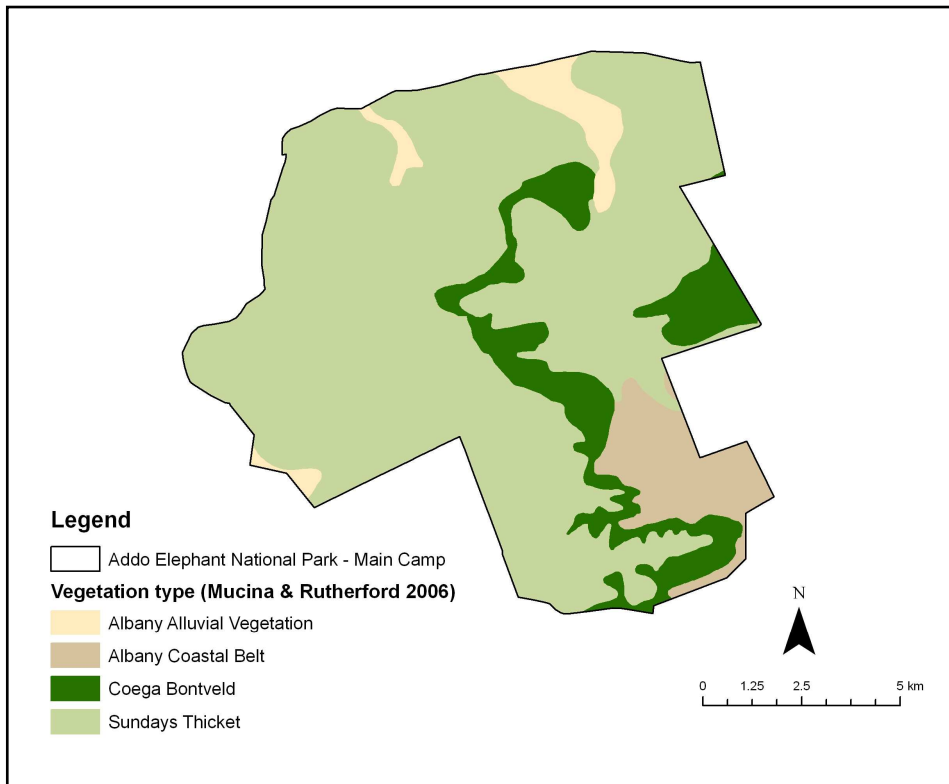 Legend
Addo Elephant National Park - Main Camp
Vegetation type (Mucina & Rutherford 2006)
Albany Alluvial Vegetation
Albany Coastal Belt
Coega Bontveld
Sundays Thicket
N
0 1.25 2.5 5 km